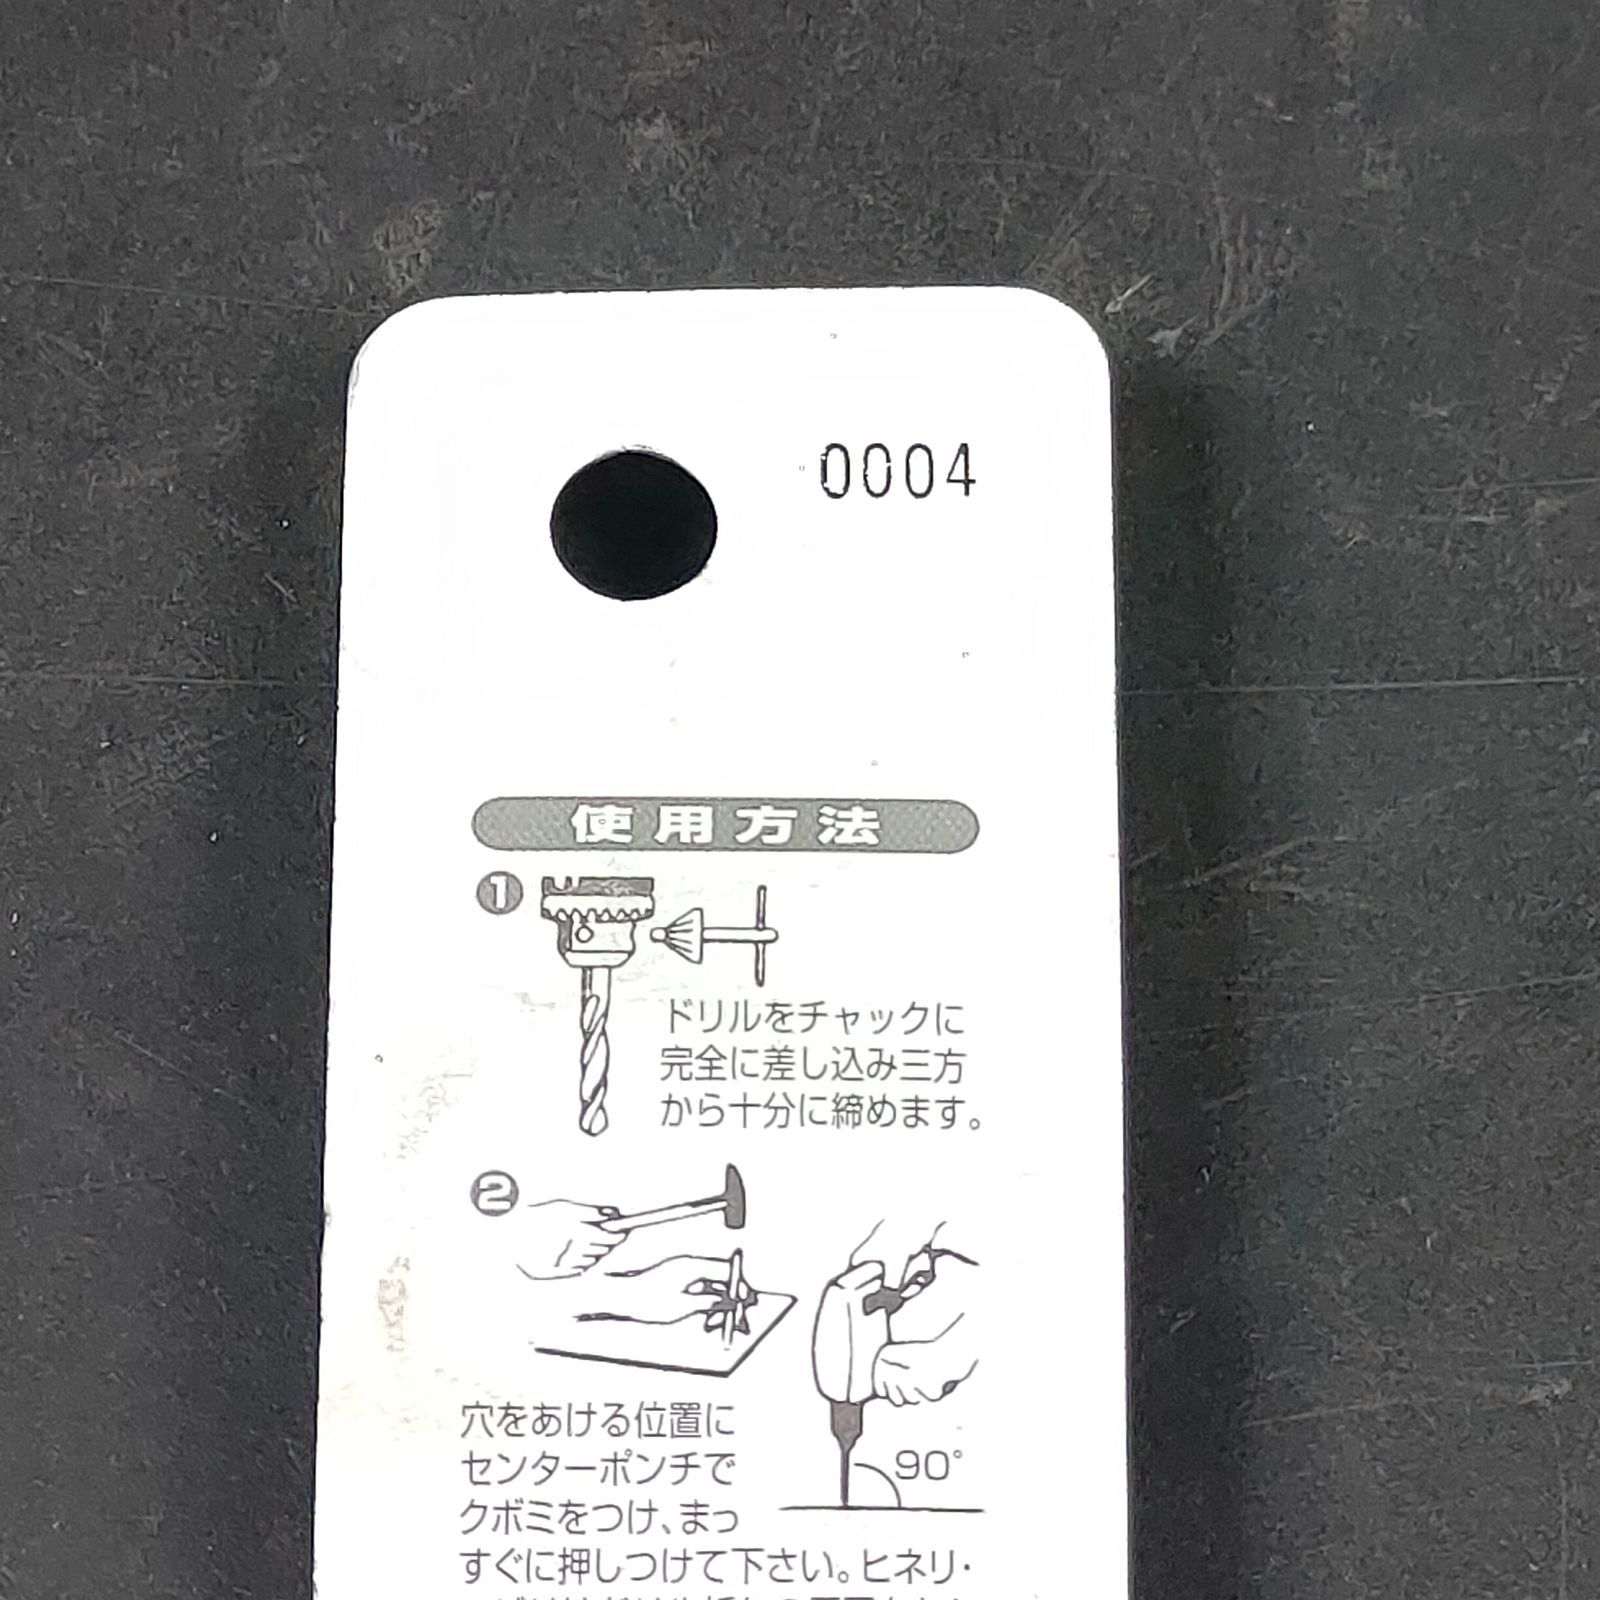 0004
使用方法
1
ドリルをチャックに
完全に差し込み三方
から十分に締めます。
2
90°
穴をあける位置に
センターポンチで
クボミをつけ、まっ
すぐに押しつけて下さい。ヒネリ・